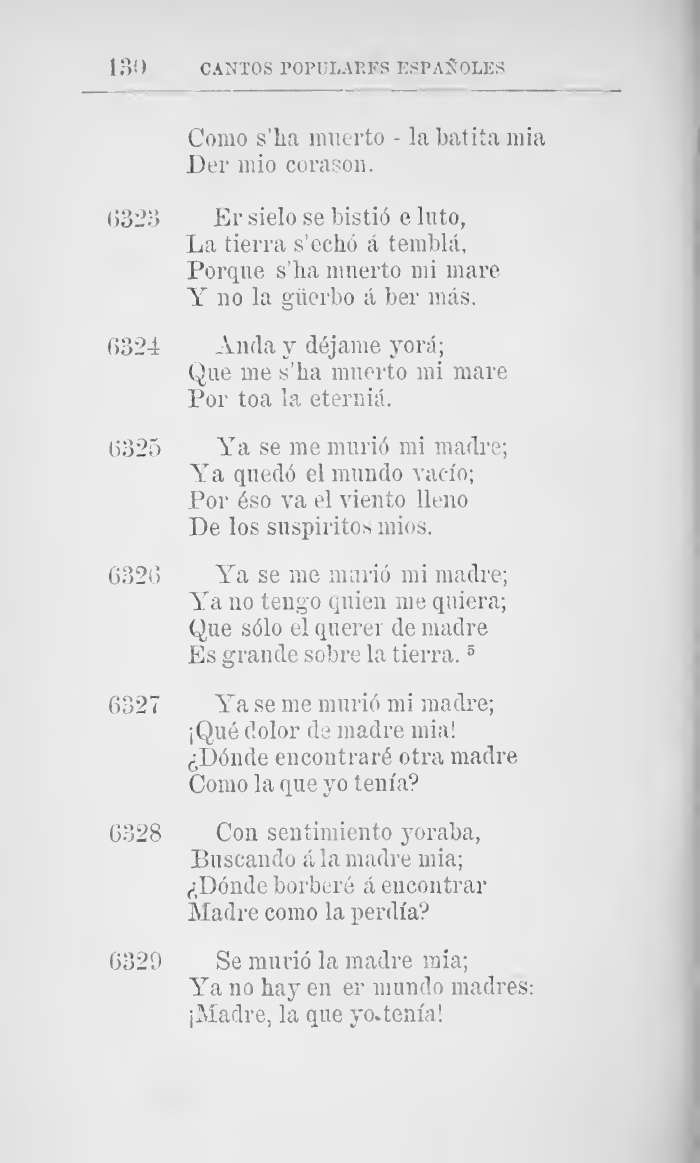 130 CANTOS POPULARES ESPAÑOLES
Como s'ha muerto - la batita mia
Der mio corason.
6323 Er sielo se bistió e luto,
La tierra s'echó á temblá,
Porque s'ha muerto mi mare
Y no la güerbo á ber más.
6324 Anda y déjame yorá;
Que me s'ha muerto mi mare
Por toa la eterniá.
6325 Ya se me murió mi madre;
Ya quedó el mundo vacío;
Por éso va el viento lleno
De los suspiritos mios.
6326 Ya se me murió mi madre;
Ya no tengo quien me quiera;
Que sólo el querer de madre
Es grande sobre la tierra. ⁵
6327 Ya se me murió mi madre;
¡Qué dolor de madre mia!
¿Dónde encontraré otra madre
Como la que yo tenía?
6328 Con sentimiento yoraba,
Buscando á la madre mia;
¿Dónde borberé á encontrar
Madre como la perdía?
6329 Se murió la madre mia;
Ya no hay en er mundo madres:
¡Madre, la que yo tenía!